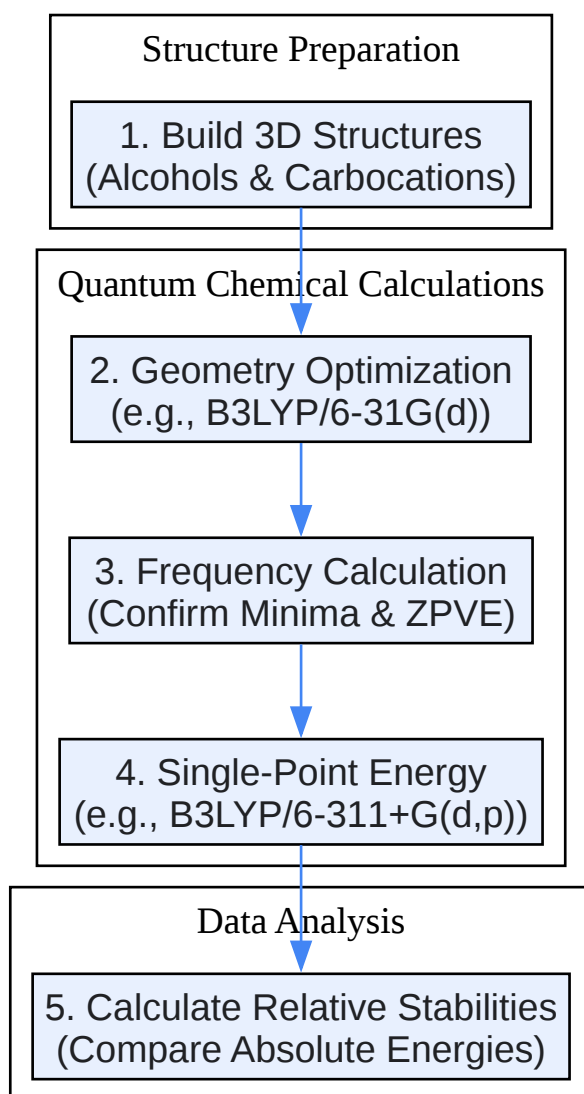 Structure Preparation
1. Build 3D Structures
(Alcohols & Carbocations)
Quantum Chemical Calculations
2. Geometry Optimization
(e.g., B3LYP/6-31G(d))
3. Frequency Calculation
(Confirm Minima & ZPVE)
4. Single-Point Energy
(e.g., B3LYP/6-311+G(d,p))
Data Analysis
5. Calculate Relative Stabilities
(Compare Absolute Energies)